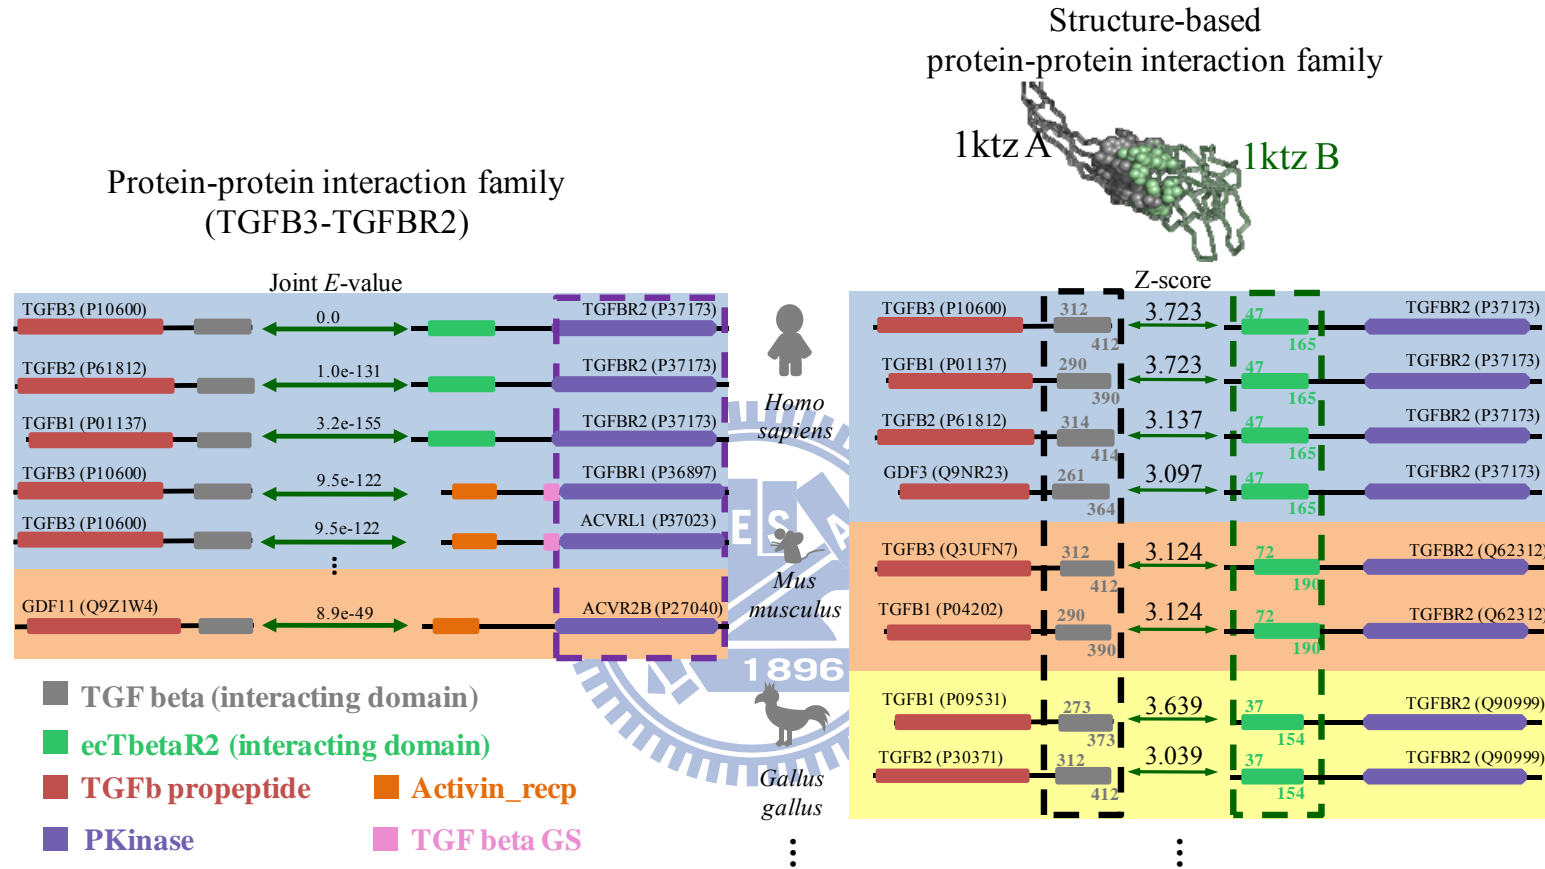 Structure-based
protein-protein interaction family
1ktz A
1ktz B
Protein-protein interaction family
(TGFB3-TGFBR2)
Joint E-value
TGFB3 (P10600)
0.0
TGFBR2 (P37173)
TGFB2 (P61812)
1.0e-131
TGFBR2 (P37173)
TGFB1 (P01137)
3.2e-155
TGFBR2 (P37173)
TGFB3 (P10600)
9.5e-122
TGFBR1 (P36897)
TGFB3 (P10600)
9.5e-122
ACVRL1 (P37023)
GDF11 (Q9Z1W4)
8.9e-49
ACVR2B (P27040)
TGF beta (interacting domain)
ecTbetaR2 (interacting domain)
TGFb propeptide
Activin_recp
PKinase
TGF beta GS
Homo
sapiens
Mus
musculus
Gallus
gallus
E S A
1896
Z-score
TGFB3 (P10600)
312
412
3.723
47
165
TGFBR2 (P37173)
TGFB1 (P01137)
290
390
3.723
47
165
TGFBR2 (P37173)
TGFB2 (P61812)
314
414
3.137
47
165
TGFBR2 (P37173)
GDF3 (Q9NR23)
261
364
3.097
47
165
TGFBR2 (P37173)
TGFB3 (Q3UFN7)
312
412
3.124
72
190
TGFBR2 (Q62312)
TGFB1 (P04202)
290
390
3.124
72
190
TGFBR2 (Q62312)
TGFB1 (P09531)
273
373
3.639
37
154
TGFBR2 (Q90999)
TGFB2 (P30371)
312
412
3.039
37
154
TGFBR2 (Q90999)